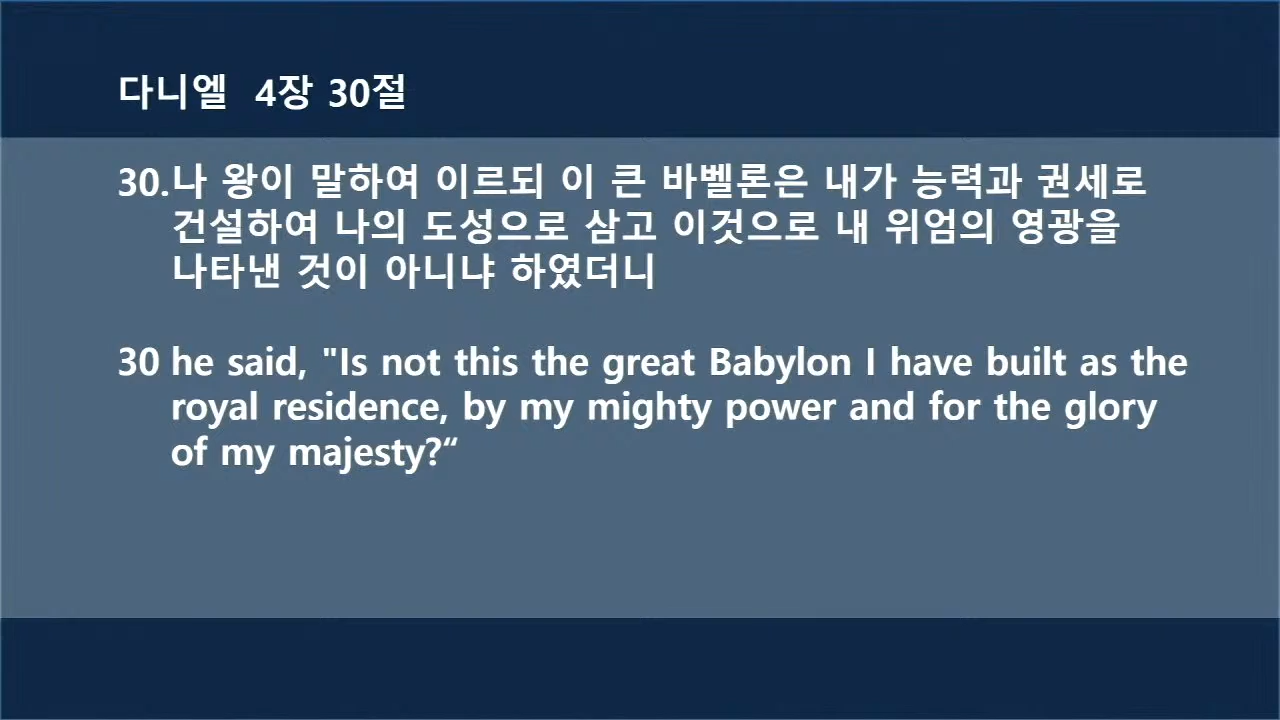 다니엘  4장 30절
30.나 왕이 말하여 이르되 이 큰 바벨론은 내가 능력과 권세로
건설하여 나의 도성으로 삼고 이것으로 내 위엄의 영광을
나타낸 것이 아니냐 하였더니
30 he said, "Is not this the great Babylon I have built as the
royal residence, by my mighty power and for the glory
of my majesty?“